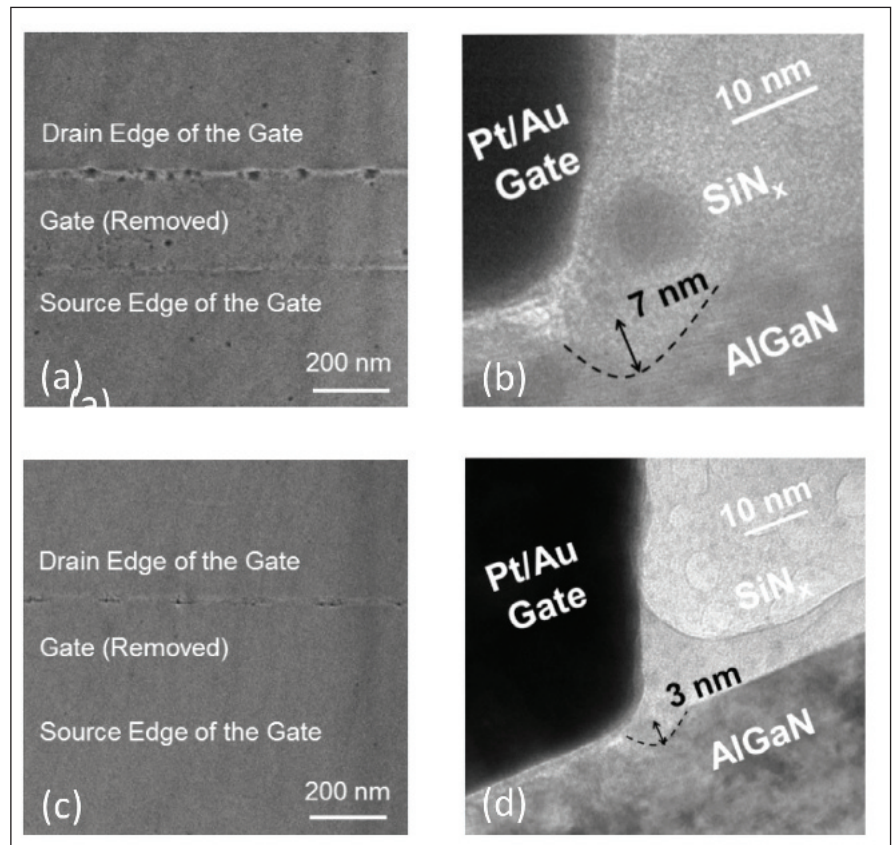 Drain Edge of the Gate
Gate (Removed)
Source Edge of the Gate
200 nm
(a)
(a)
Pt/Au
Gate
10 nm
SiNx
7 nm
AlGaN
(b)
Drain Edge of the Gate
Gate (Removed)
Source Edge of the Gate
200 nm
(c)
Pt/Au
Gate
10 nm
SiNx
3 nm
AlGaN
(d)